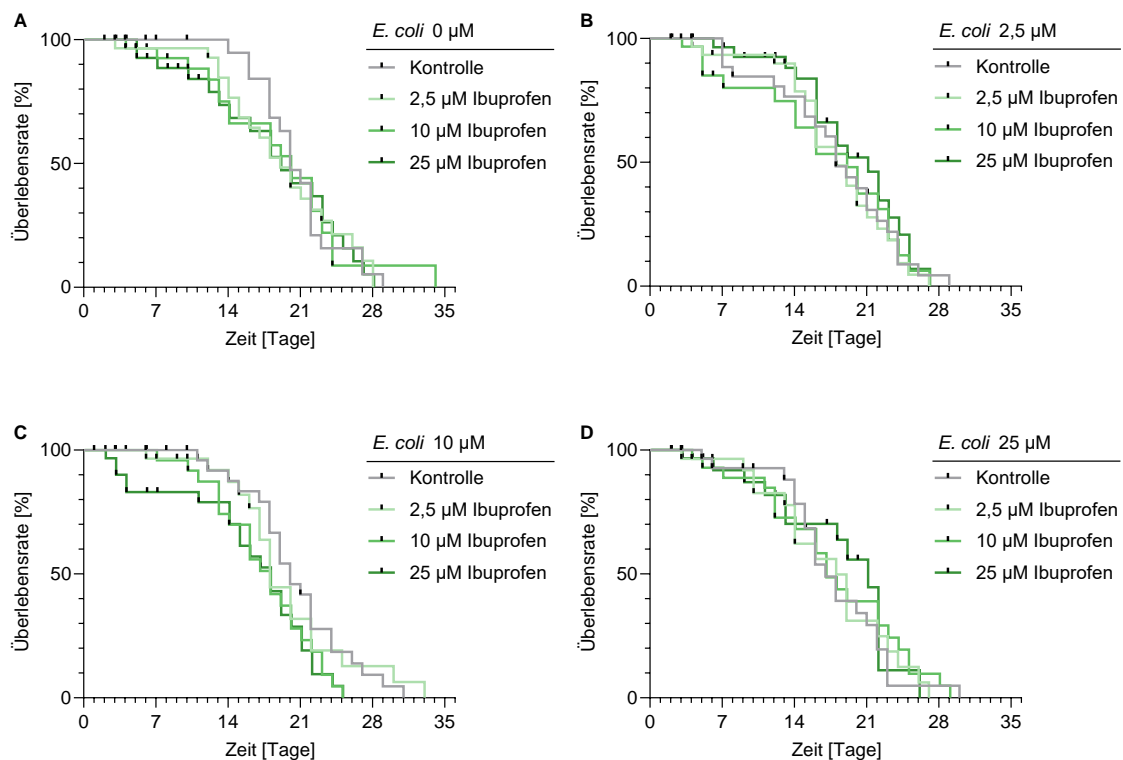 A
E. coli 0 µM
100
50
0
Überlebensrate [%]
Kontrolle
2,5 µM Ibuprofen
10 µM Ibuprofen
25 µM Ibuprofen
0 7 14 21 28 35
Zeit [Tage]
B
E. coli 2,5 µM
100
50
0
Überlebensrate [%]
Kontrolle
2,5 µM Ibuprofen
10 µM Ibuprofen
25 µM Ibuprofen
0 7 14 21 28 35
Zeit [Tage]
C
E. coli 10 µM
100
50
0
Überlebensrate [%]
Kontrolle
2,5 µM Ibuprofen
10 µM Ibuprofen
25 µM Ibuprofen
0 7 14 21 28 35
Zeit [Tage]
D
E. coli 25 µM
100
50
0
Überlebensrate [%]
Kontrolle
2,5 µM Ibuprofen
10 µM Ibuprofen
25 µM Ibuprofen
0 7 14 21 28 35
Zeit [Tage]